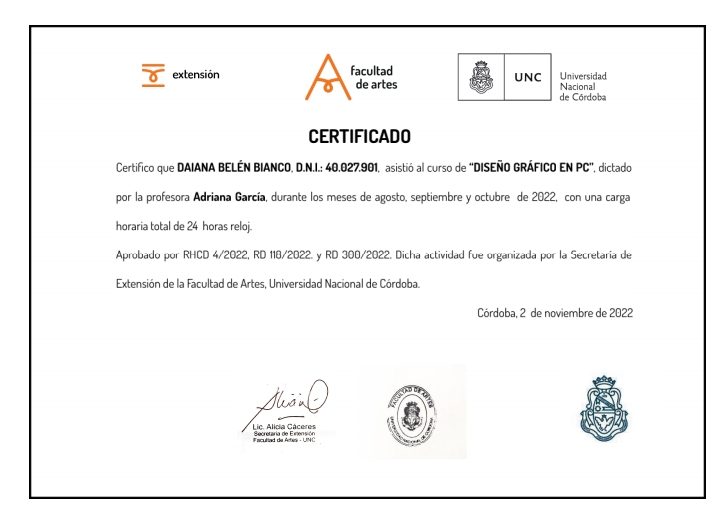 extensión
facultad
de artes
UNC
Universidad
Nacional
de Córdoba
CERTIFICADO
Certifico que DAIANA BELÉN BIANCO, D.N.I.: 40.027.901, asistió al curso de “DISEÑO GRÁFICO EN PC”, dictado
por la profesora Adriana García, durante los meses de agosto, septiembre y octubre de 2022, con una carga
horaria total de 24 horas reloj.
Aprobado por RHCD 4/2022, RD 110/2022. y RD 300/2022. Dicha actividad fue organizada por la Secretaría de
Extensión de la Facultad de Artes, Universidad Nacional de Córdoba.
Córdoba, 2 de noviembre de 2022
Lic. Alicia Cáceres
Secretaria de Extensión
Facultad de Artes - UNC
FACULTAD DE ARTES
UNIVERSIDAD NACIONAL DE CORDOBA